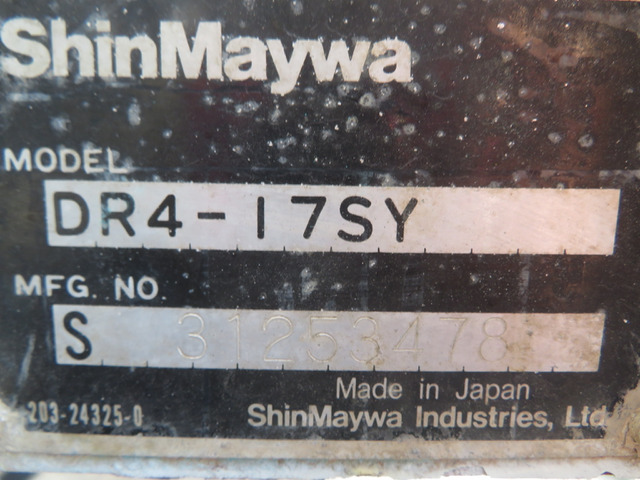 ShinMaywa
MODEL
DR4-17SY
MFG. NO.
S 31253478
Made in Japan
203-24325-0 ShinMaywa Industries, Ltd